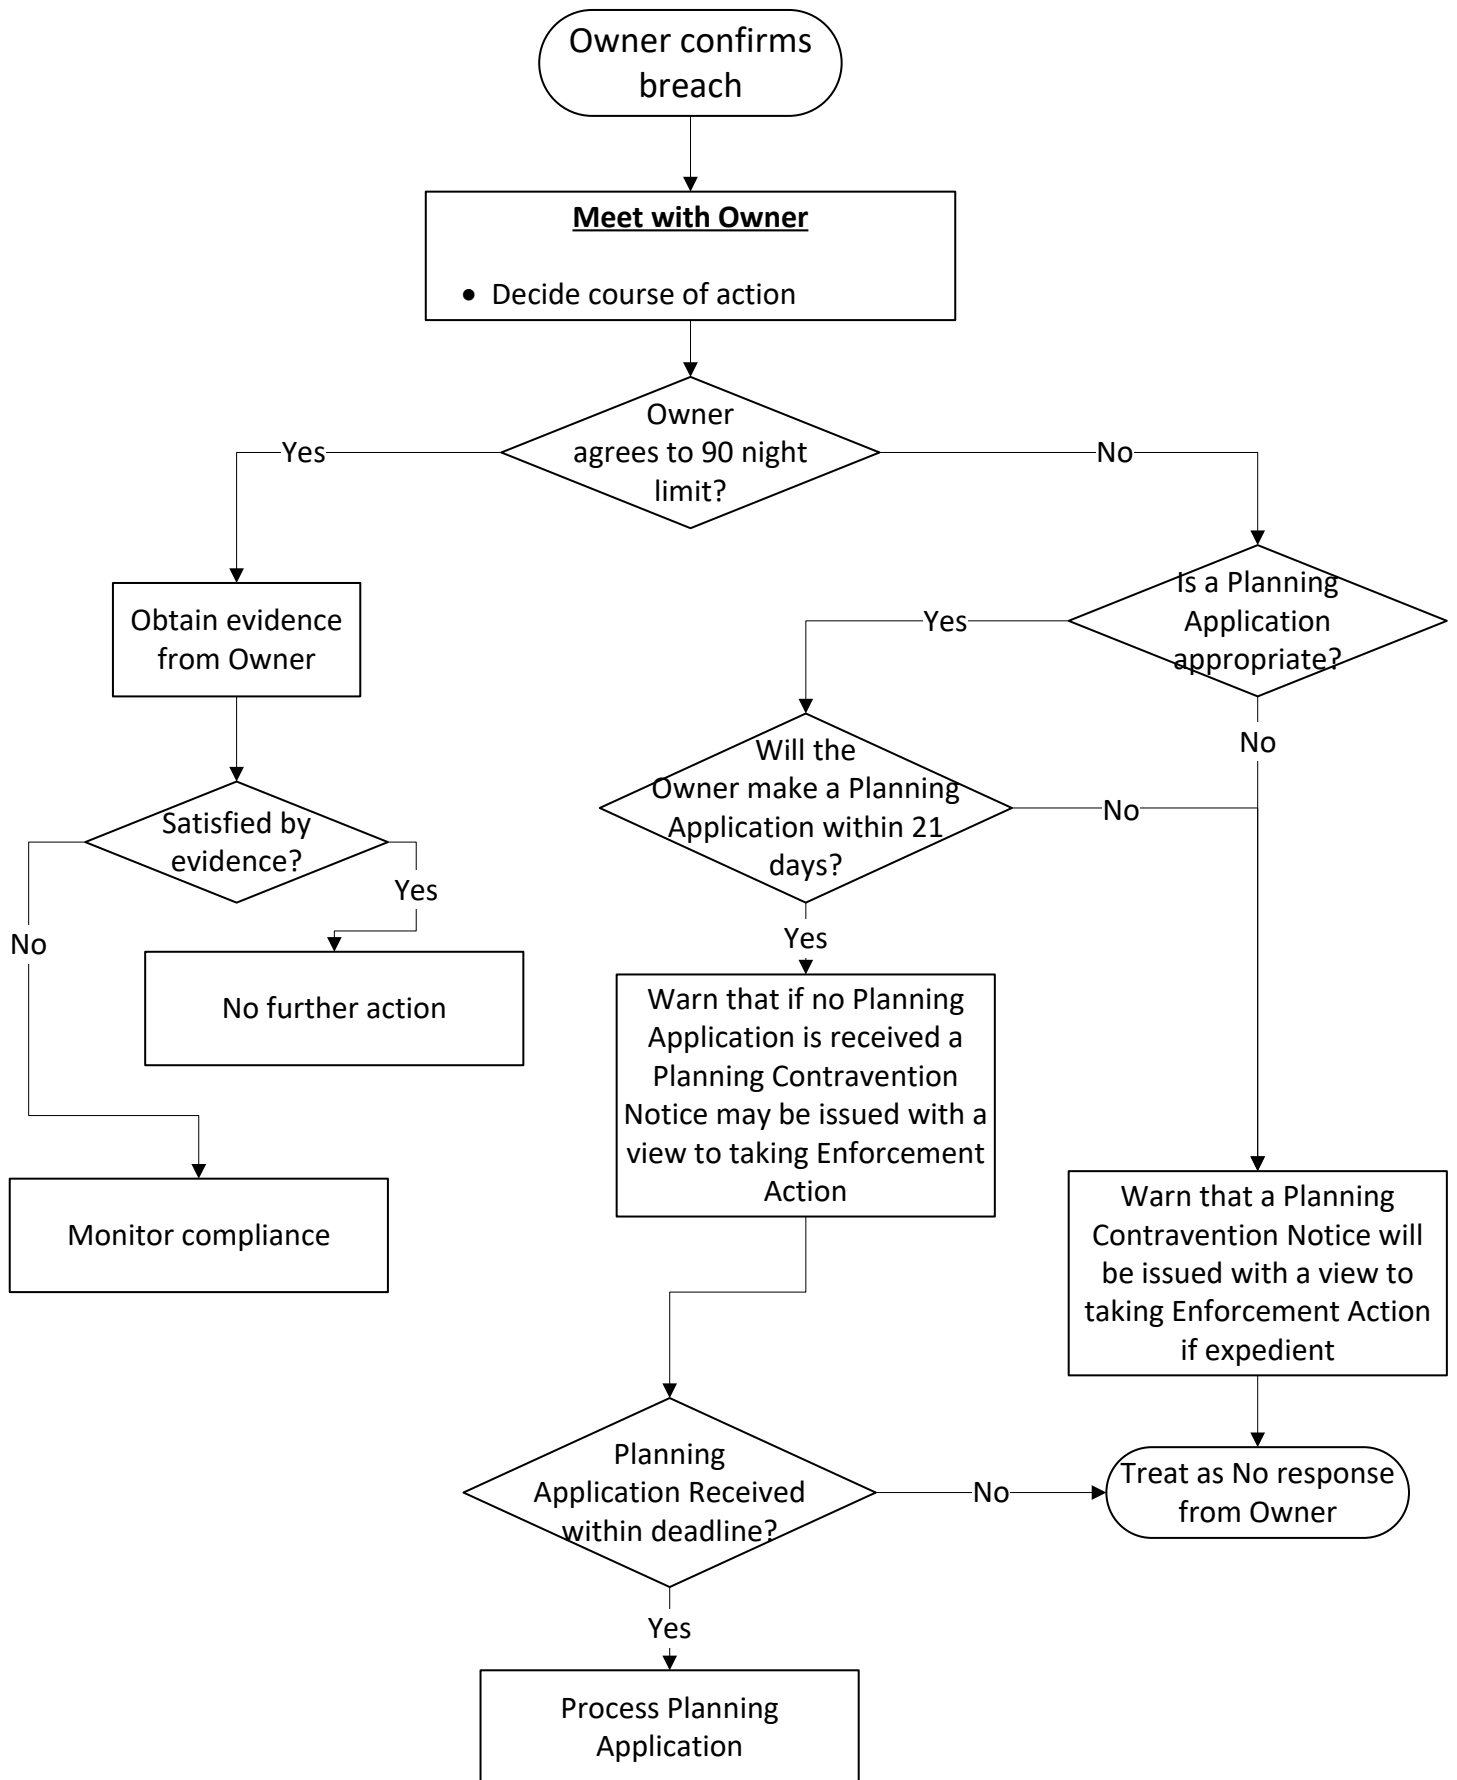 Owner confirms
breach
Meet with Owner
• Decide course of action
Owner
agrees to 90 night
limit?
Yes
No
Obtain evidence
from Owner
Is a Planning
Application
appropriate?
Yes
No
Will the
Owner make a Planning
Application within 21
days?
No
Satisfied by
evidence?
Yes
No
Yes
No further action
Warn that if no Planning
Application is received a
Planning Contravention
Notice may be issued with a
view to taking Enforcement
Action
Monitor compliance
Warn that a Planning
Contravention Notice will
be issued with a view to
taking Enforcement Action
if expedient
Planning
Application Received
within deadline?
No
Treat as No response
from Owner
Yes
Process Planning
Application